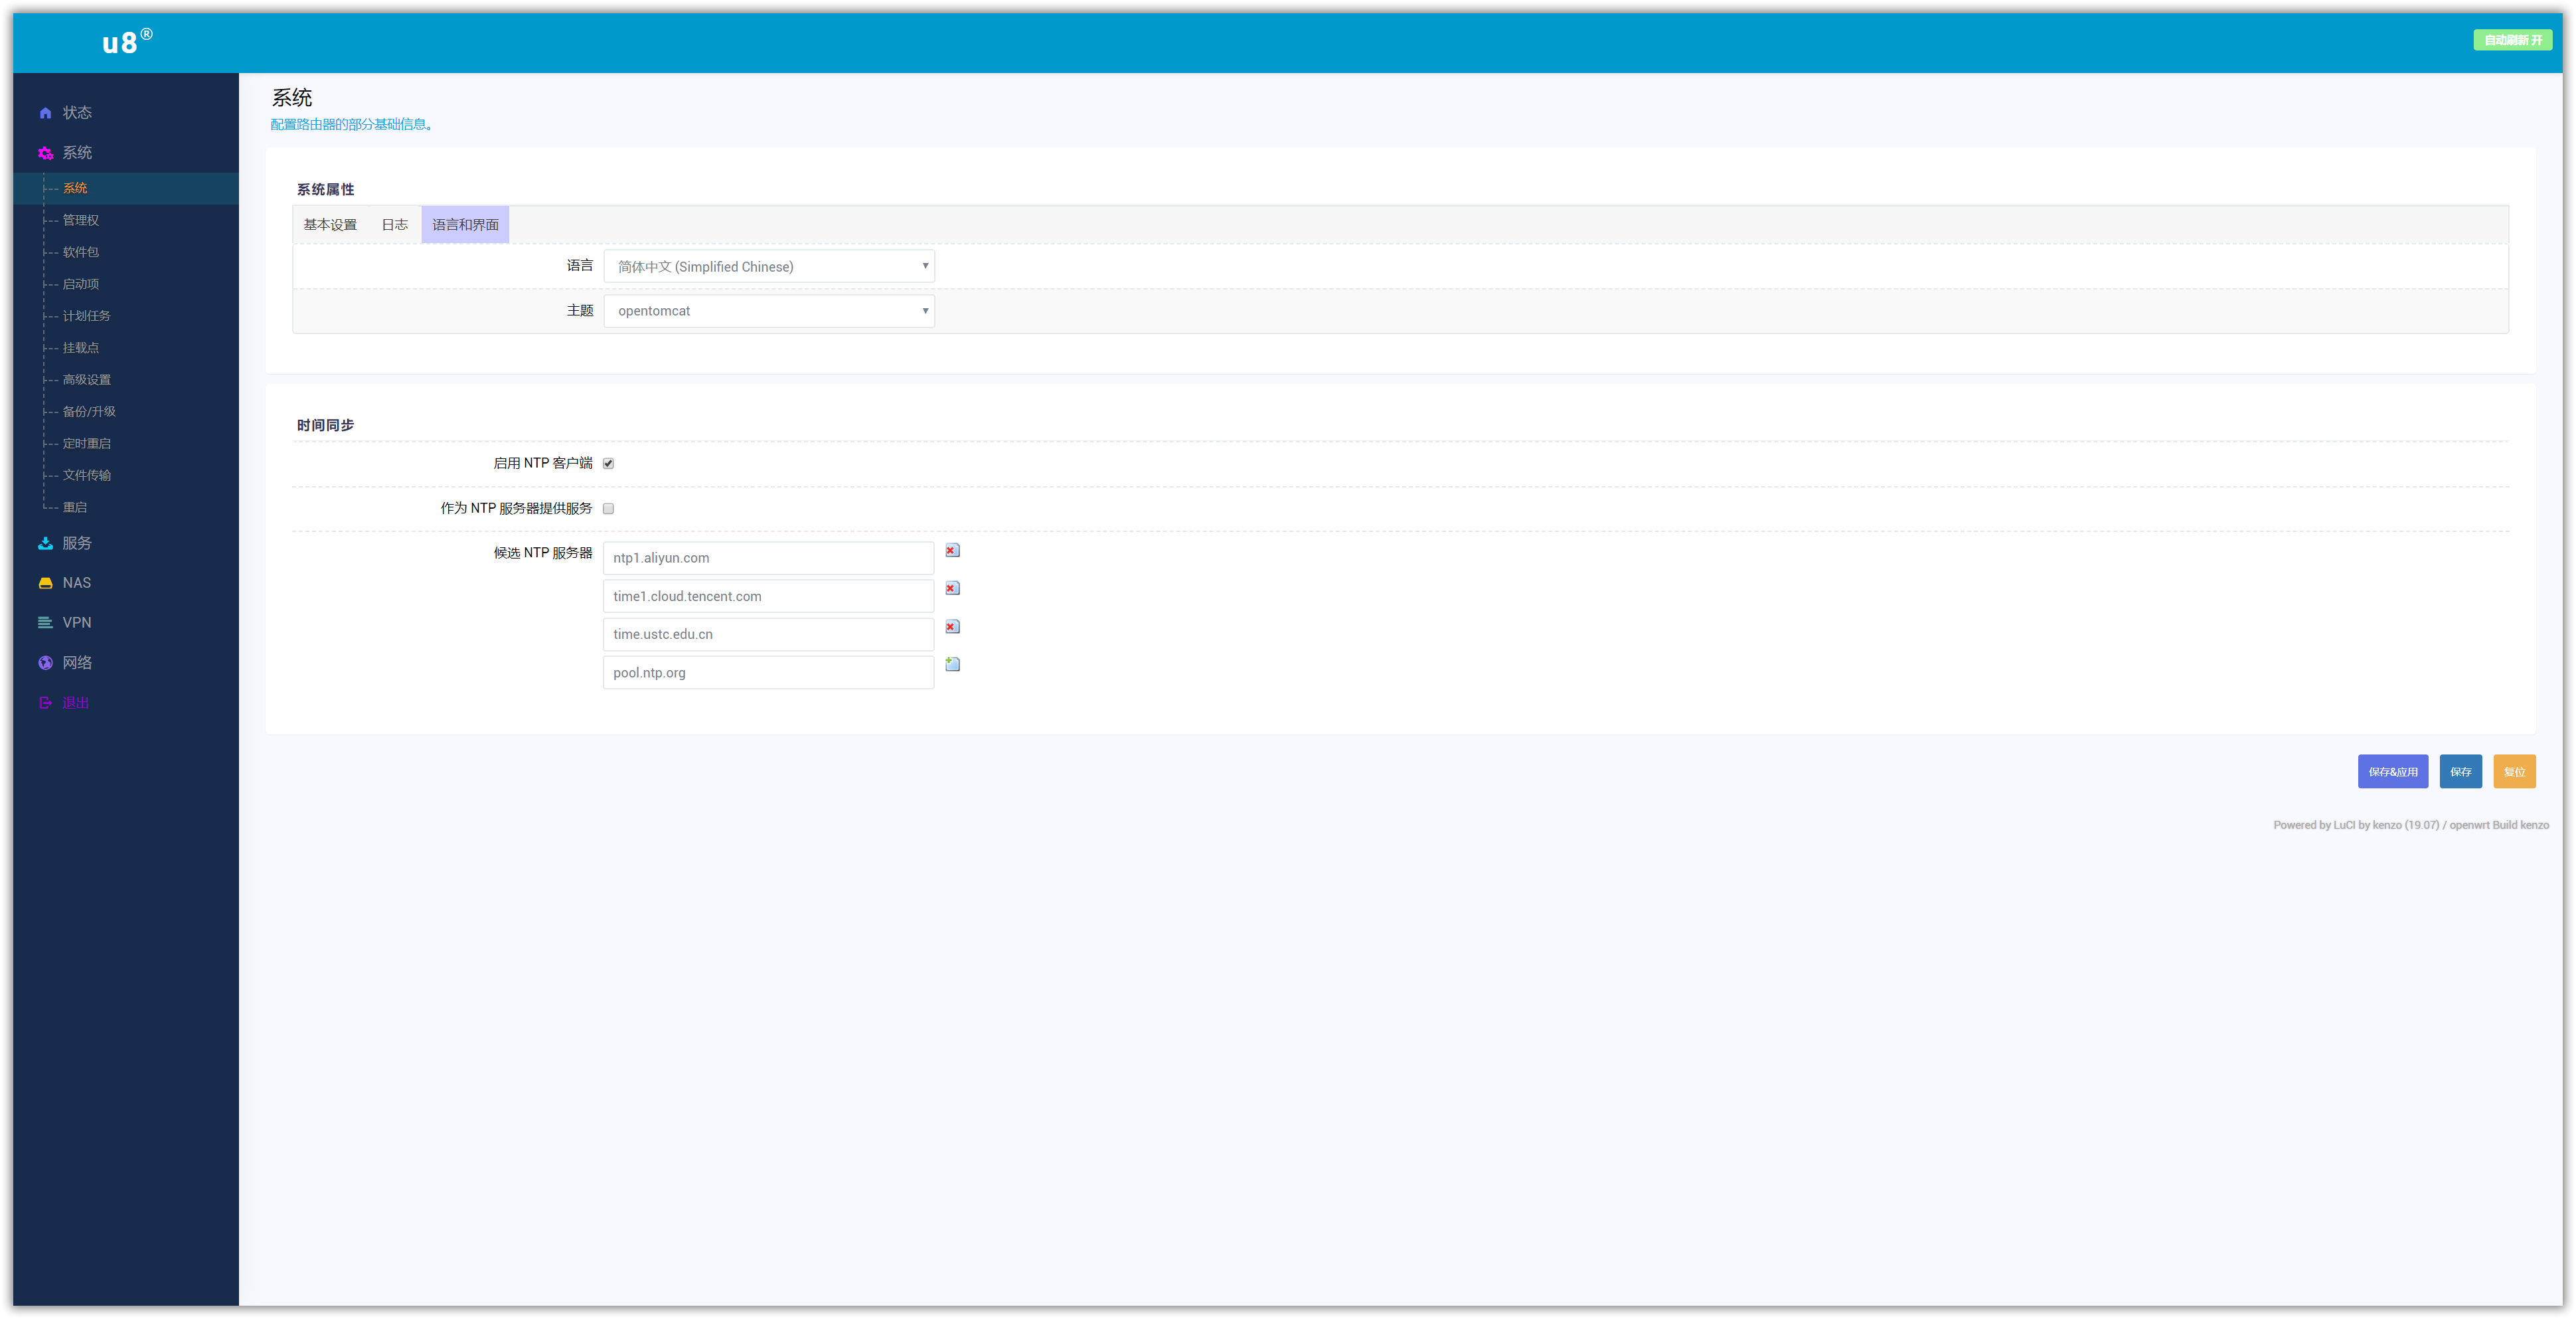 u8®
自动刷新 开
状态
系统
系统
管理权
软件包
启动项
计划任务
挂载点
高级设置
备份/升级
定时重启
文件传输
重启
服务
NAS
VPN
网络
退出
系统
配置路由器的部分基础信息。
系统属性
基本设置 日志 语言和界面
语言 简体中文 (Simplified Chinese)
主题 opentomcat
时间同步
启用 NTP 客户端
作为 NTP 服务器提供服务
候选 NTP 服务器 ntp1.aliyun.com
time1.cloud.tencent.com
time.ustc.edu.cn
pool.ntp.org
保存&应用 保存 复位
Powered by LuCI by kenzo (19.07) / openwrt Build kenzo